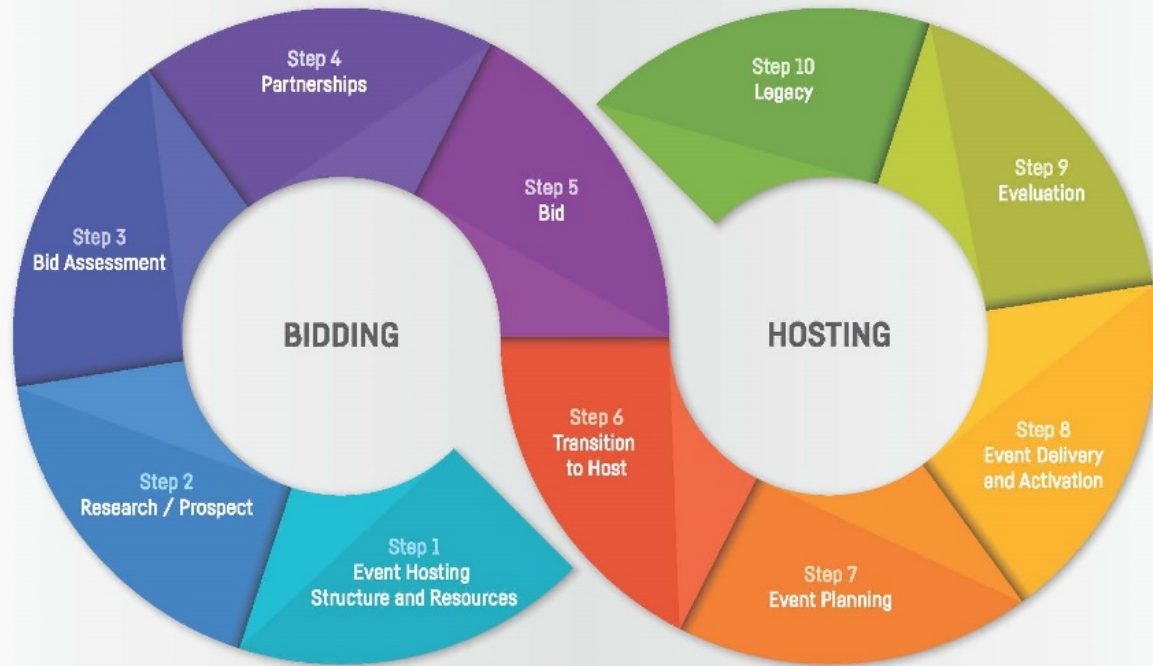 Step 1
Event Hosting
Structure and Resources
Step 2
Research / Prospect
Step 3
Bid Assessment
Step 4
Partnerships
Step 5
Bid
BIDDING
Step 6
Transition
to Host
Step 7
Event Planning
Step 8
Event Delivery
and Activation
Step 9
Evaluation
Step 10
Legacy
HOSTING